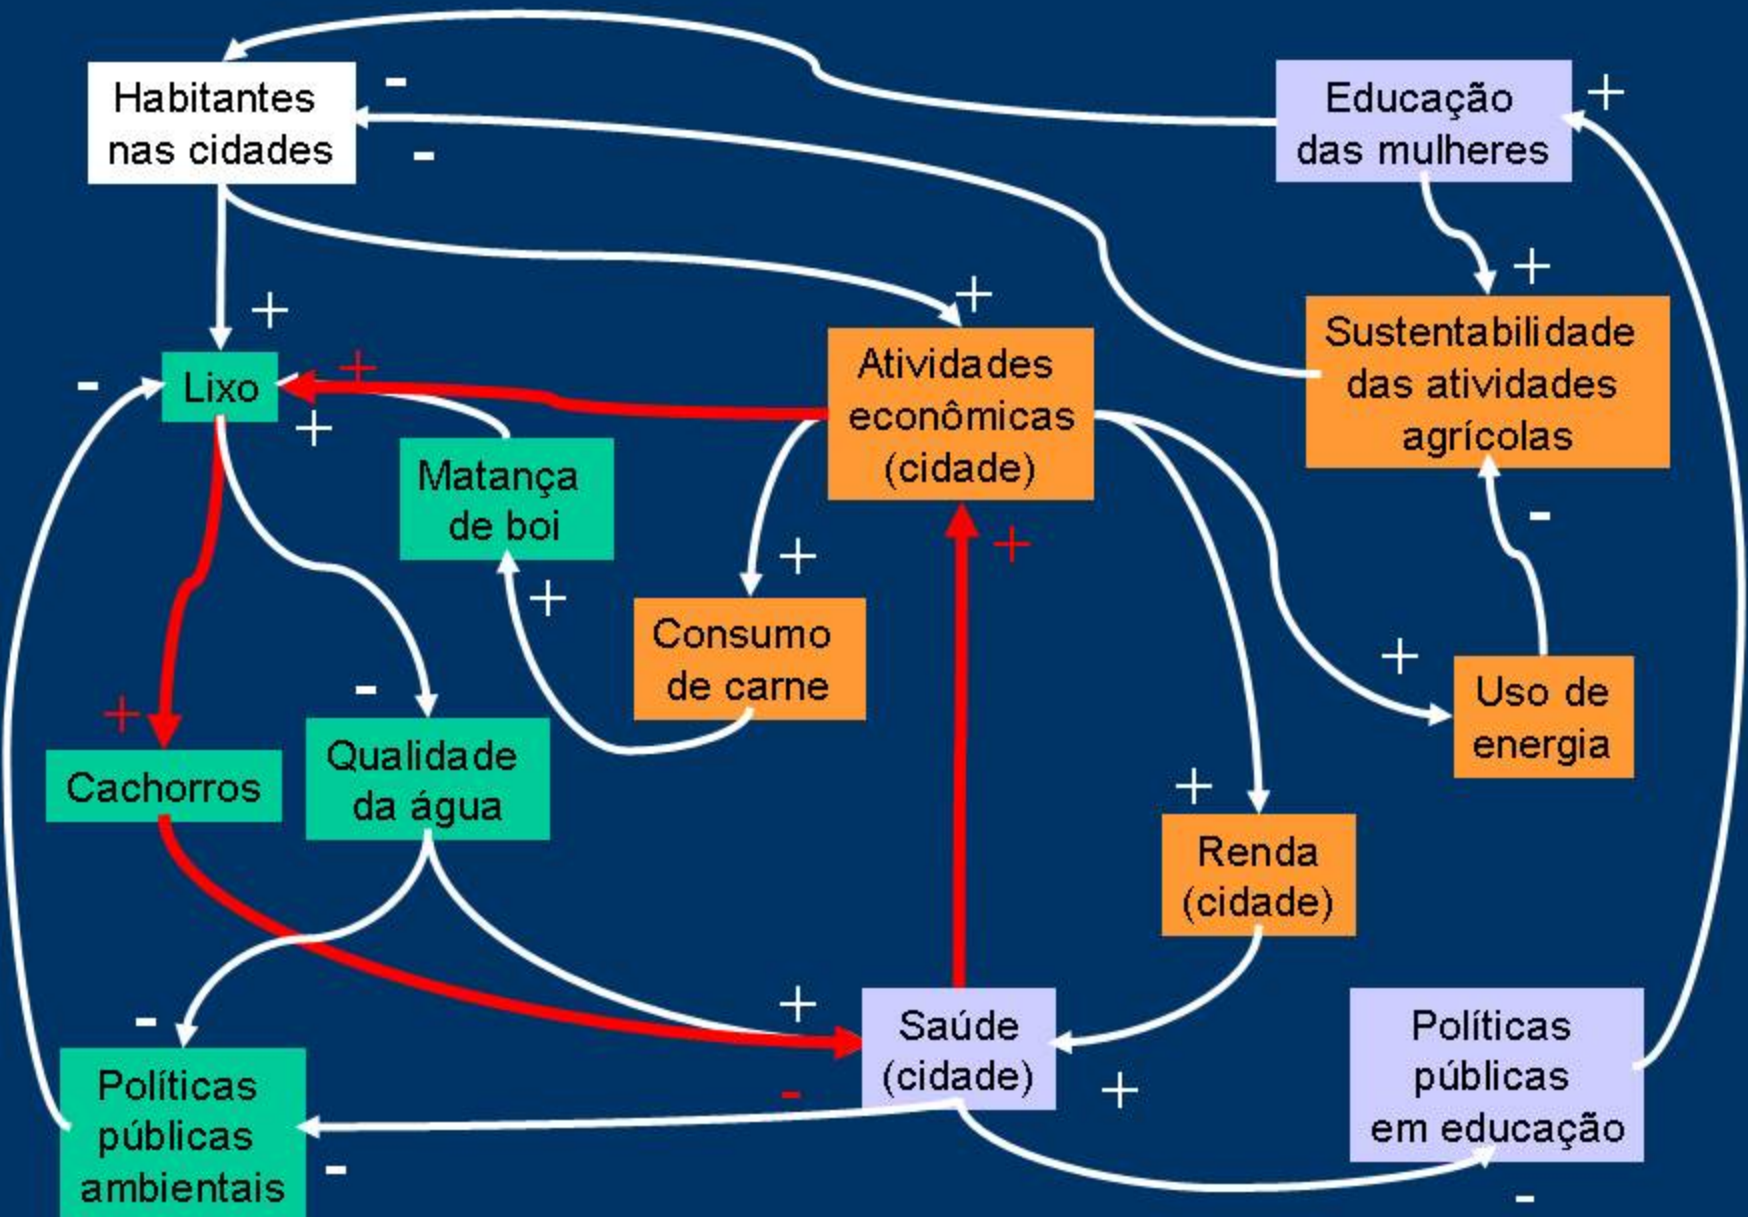 Habitantes
nas cidades
-
-
Educação
das mulheres
+
+
+
+
Sustentabilidade
das atividades
agrícolas
-
Lixo
+
+
Atividades
econômicas
(cidade)
Matança
de boi
-
+
+
+
Consumo
de carne
+
Uso de
energia
-
+
Cachorros
Qualidade
da água
+
Renda
(cidade)
+
-
Saúde
(cidade)
-
+
Políticas
públicas
em educação
-
Políticas
públicas
ambientais
-